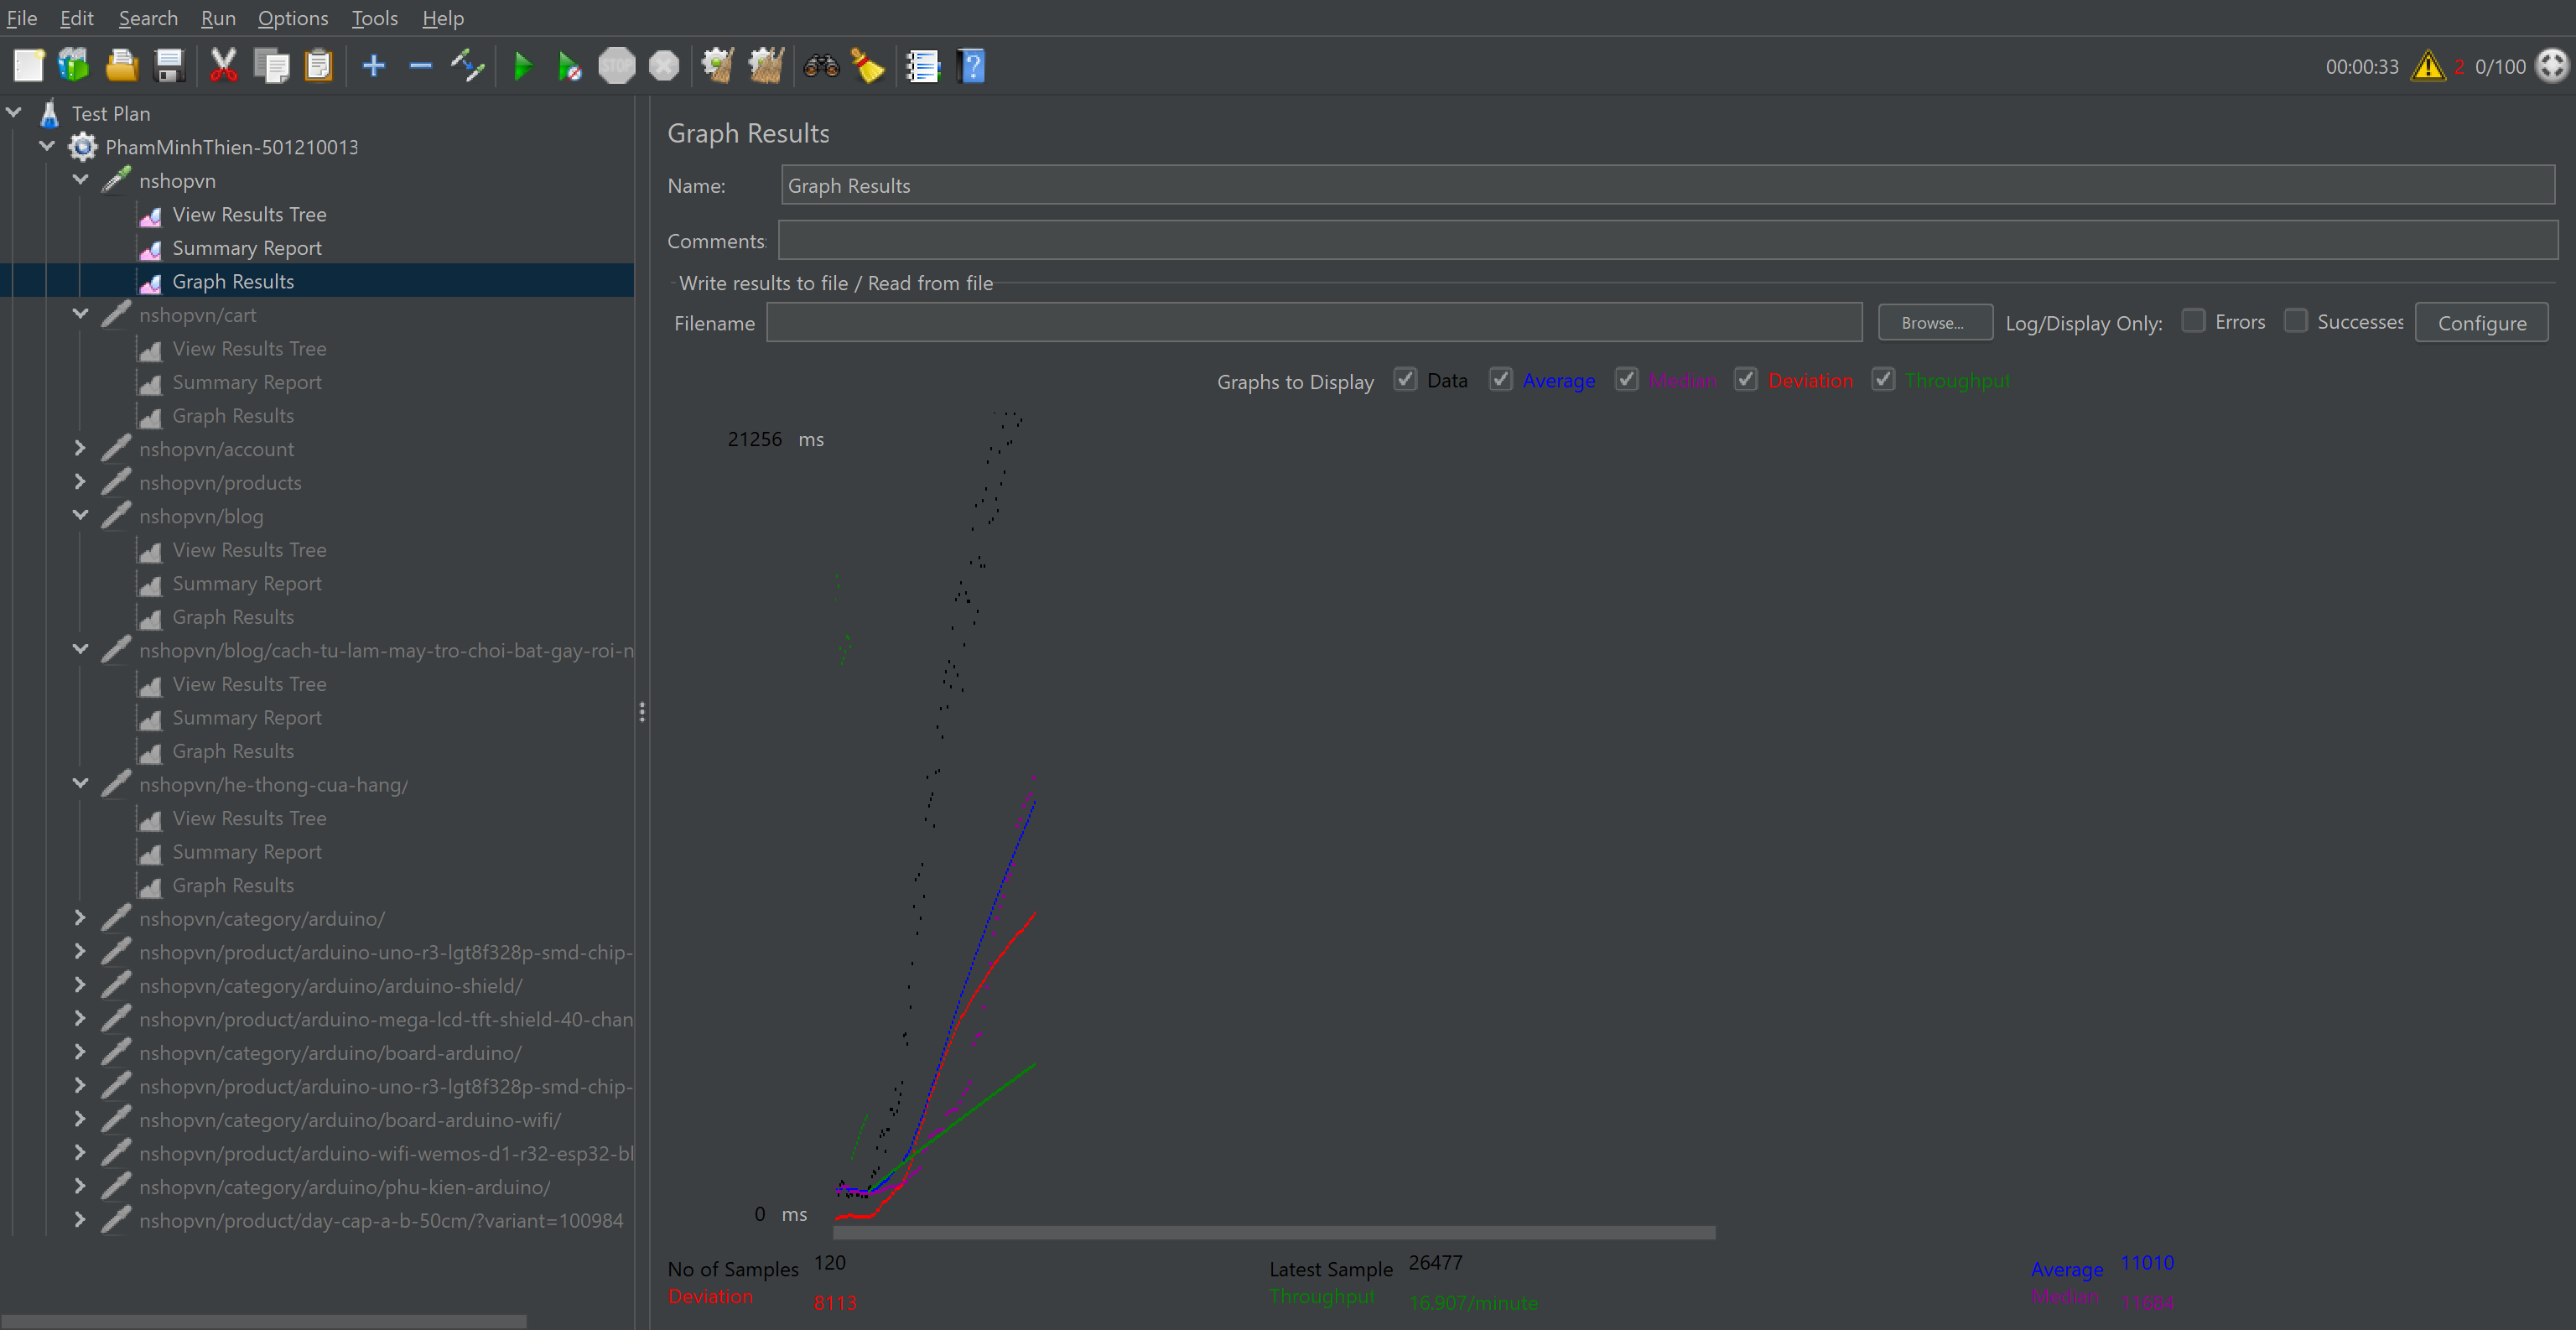 File Edit Search Run Options Tools Help
STOP
00:00:33 2 0/100
Test Plan
PhamMinhThien-501210013
nshopvn
View Results Tree
Summary Report
Graph Results
nshopvn/cart
View Results Tree
Summary Report
Graph Results
nshopvn/account
nshopvn/products
nshopvn/blog
View Results Tree
Summary Report
Graph Results
nshopvn/blog/cach-tu-lam-may-tro-choi-bat-gay-roi-n
View Results Tree
Summary Report
Graph Results
nshopvn/he-thong-cua-hang/
View Results Tree
Summary Report
Graph Results
nshopvn/category/arduino/
nshopvn/product/arduino-uno-r3-lgt8f328p-smd-chip-
nshopvn/category/arduino/arduino-shield/
nshopvn/product/arduino-mega-lcd-tft-shield-40-chan
nshopvn/category/arduino/board-arduino/
nshopvn/product/arduino-uno-r3-lgt8f328p-smd-chip-
nshopvn/category/arduino/board-arduino-wifi/
nshopvn/product/arduino-wifi-wemos-d1-r32-esp32-bl
nshopvn/category/arduino/phu-kien-arduino/
nshopvn/product/day-cap-a-b-50cm/?variant=100984
Graph Results
Name: Graph Results
Comments:
Write results to file / Read from file
Filename Browse... Log/Display Only: Errors Successes Configure
Graphs to Display Data Average Median Deviation Throughput
21256 ms
0 ms
No of Samples 120 Latest Sample 26477 Average 11010
Deviation 8113 Throughput 16.907/minute Median 11684